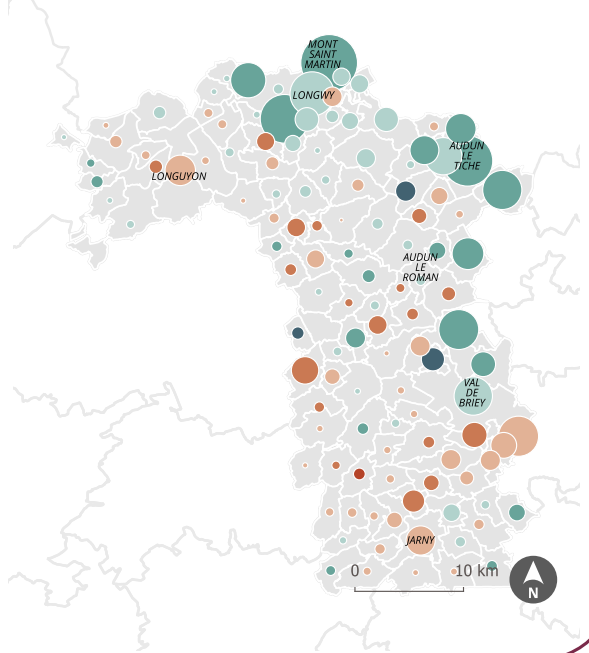 MONT
SAINT
MARTIN
LONGWY
AUDUN
LE
TICHE
LONGUYON
AUDUN
LE
ROMAN
VAL
DE
BRIEY
JARNY
0 10 km
N